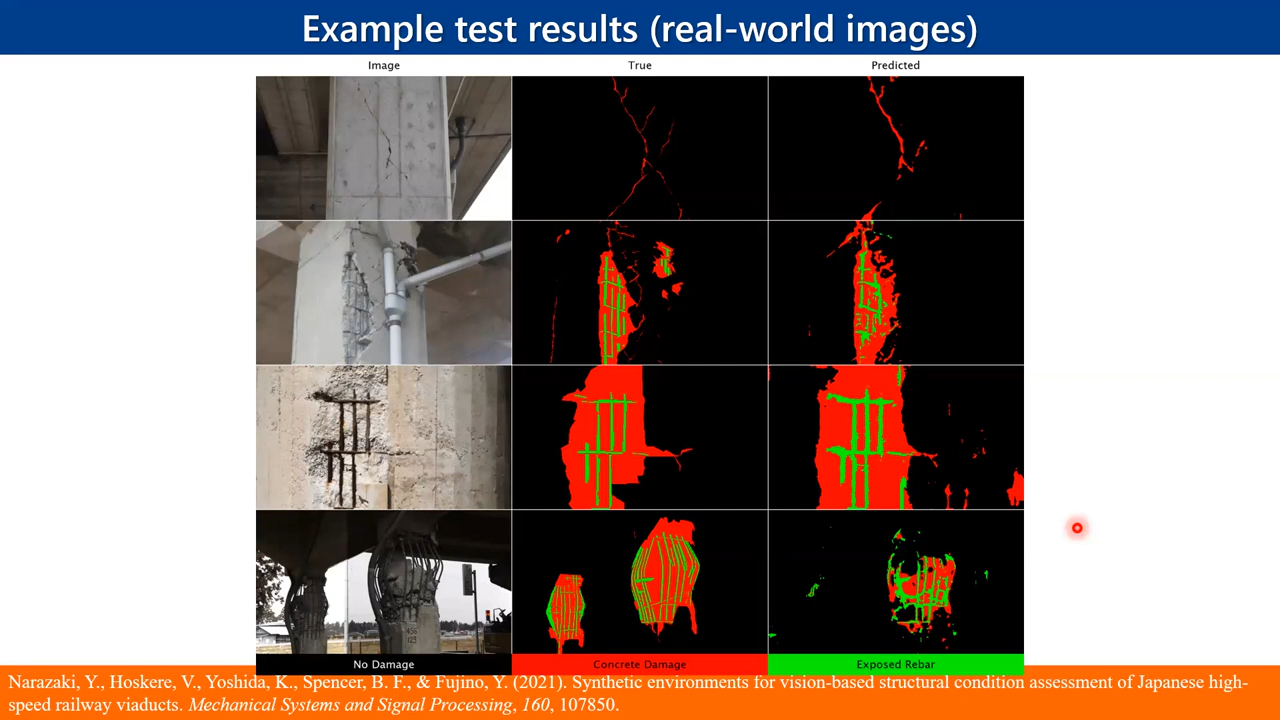 Example test results (real-world images)
Image
True
Predicted
No Damage
Concrete Damage
Exposed Rebar
Narazaki, Y., Hoskere, V., Yoshida, K., Spencer, B. F., & Fujino, Y. (2021). Synthetic environments for vision-based structural condition assessment of Japanese high-
speed railway viaducts. Mechanical Systems and Signal Processing, 160, 107850.